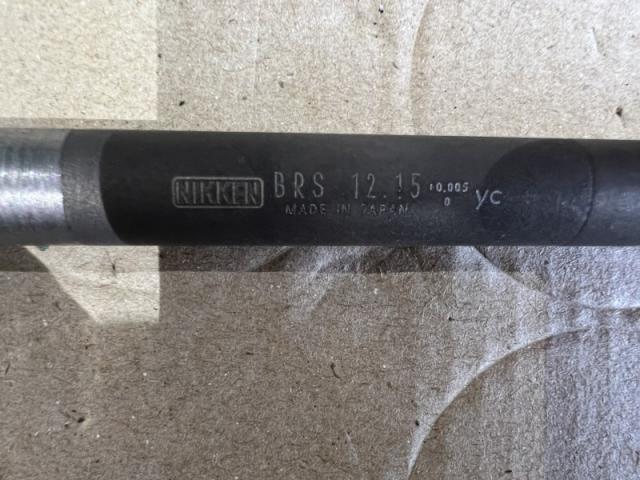 NIKKEN BRS 12.15 +0.005 0 yc
MADE IN JAPAN